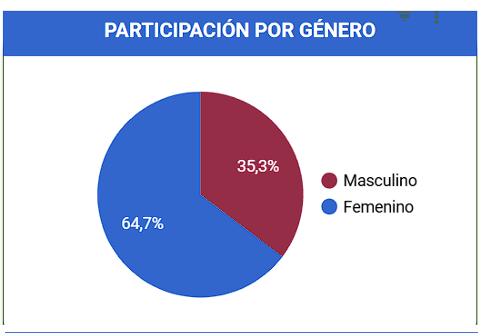 PARTICIPACIÓN POR GÉNERO
35,3%
Masculino
Femenino
64,7%